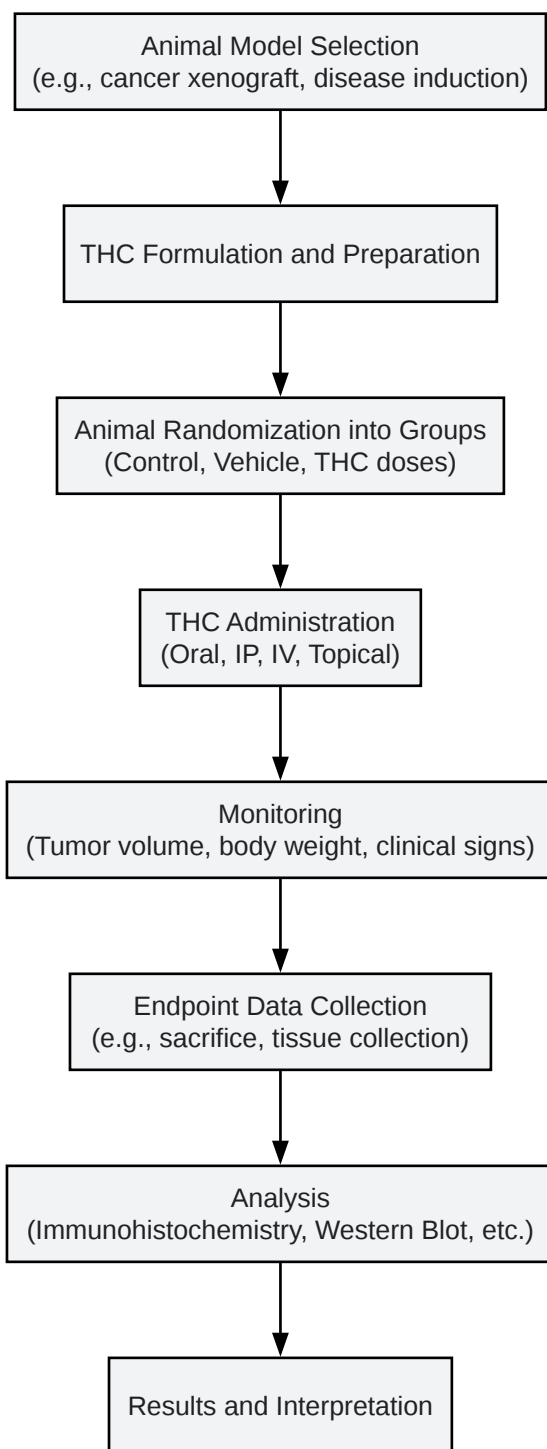 Animal Model Selection
(e.g., cancer xenograft, disease induction)
THC Formulation and Preparation
Animal Randomization into Groups
(Control, Vehicle, THC doses)
THC Administration
(Oral, IP, IV, Topical)
Monitoring
(Tumor volume, body weight, clinical signs)
Endpoint Data Collection
(e.g., sacrifice, tissue collection)
Analysis
(Immunohistochemistry, Western Blot, etc.)
Results and Interpretation